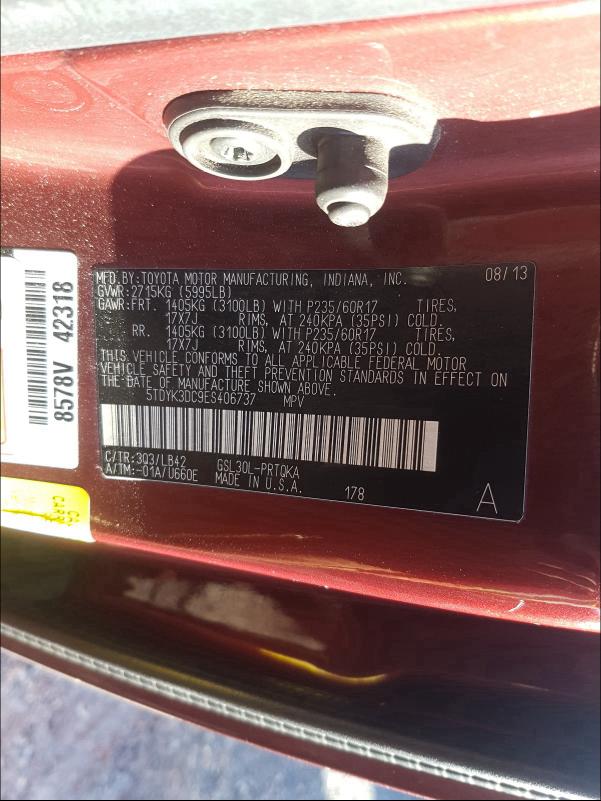 MFD.BY:TOYOTA MOTOR MANUFACTURING, INDIANA, INC. 08/13
GVWR:2715KG (5995LB)
GAWR:FRT. 1405KG (3100LB) WITH P235/60R17 TIRES,
17X7J RIMS, AT 240KPA (35PSI) COLD.
RR. 1405KG (3100LB) WITH P235/60R17 TIRES,
17X7J RIMS, AT 240KPA (35PSI) COLD.
THIS VEHICLE CONFORMS TO ALL APPLICABLE FEDERAL MOTOR
VEHICLE SAFETY AND THEFT PREVENTION STANDARDS IN EFFECT ON
THE DATE OF MANUFACTURE SHOWN ABOVE.
5TDYK3DC9ES406737 MPV
C/TR:3Q3/LB42 GSL30L-PRTQKA
A/TM:-01A/U660E MADE IN U.S.A. 178 A
8578V 42318